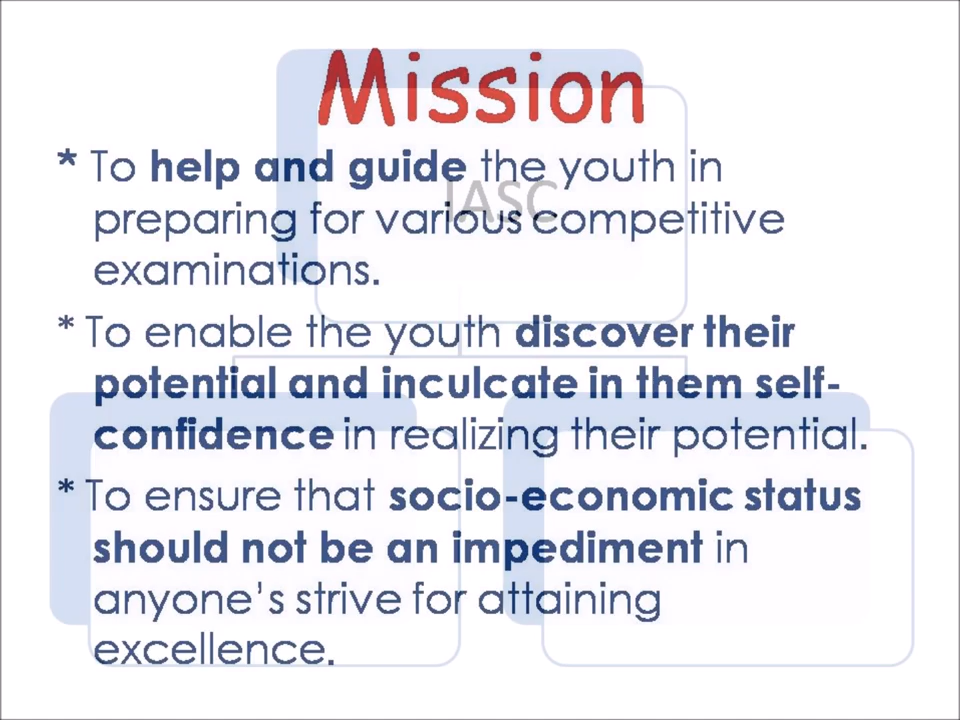 Mission
* To help and guide the youth in
preparing for various competitive
examinations.
IASC
* To enable the youth discover their
potential and inculcate in them self-
confidence in realizing their potential.
* To ensure that socio-economic status
should not be an impediment in
anyone's strive for attaining
excellence.